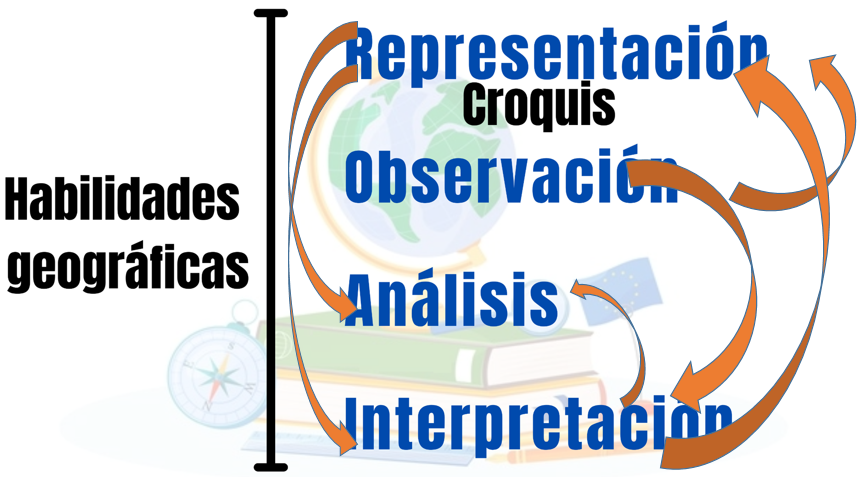 Representación
Croquis
Observación
Habilidades
geográficas
Análisis
Interpretación